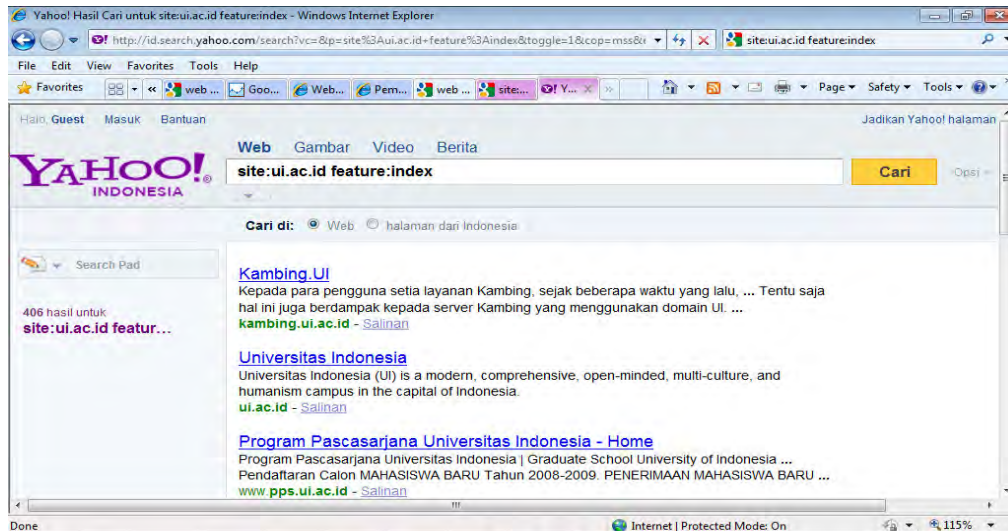 Yahoo! Hasil Cari untuk site:ui.ac.id feature:index - Windows Internet Explorer
http://id.search.yahoo.com/search?vc=&p=site%3Aui.ac.id+feature%3Aindex&toggle=1&cop=mss&
site:ui.ac.id feature:index
File Edit View Favorites Tools Help
Favorites « web ... Goo... Web... Pem... web ... site:... Y... » Page Safety Tools
Halo, Guest Masuk Bantuan Jadikan Yahoo! halaman
Web Gambar Video Berita
YAHOO!® INDONESIA
site:ui.ac.id feature:index Cari Opsi
Cari di: Web halaman dari Indonesia
Search Pad
406 hasil untuk
site:ui.ac.id featur...
Kambing.UI
Kepada para pengguna setia layanan Kambing, sejak beberapa waktu yang lalu, ... Tentu saja
hal ini juga berdampak kepada server Kambing yang menggunakan domain UI. ...
kambing.ui.ac.id - Salinan
Universitas Indonesia
Universitas Indonesia (UI) is a modern, comprehensive, open-minded, multi-culture, and
humanism campus in the capital of Indonesia.
ui.ac.id - Salinan
Program Pascasarjana Universitas Indonesia - Home
Program Pascasarjana Universitas Indonesia | Graduate School University of Indonesia ...
Pendaftaran Calon MAHASISWA BARU Tahun 2008-2009. PENERIMAAN MAHASISWA BARU ...
www.pps.ui.ac.id - Salinan
Done Internet | Protected Mode: On 115%